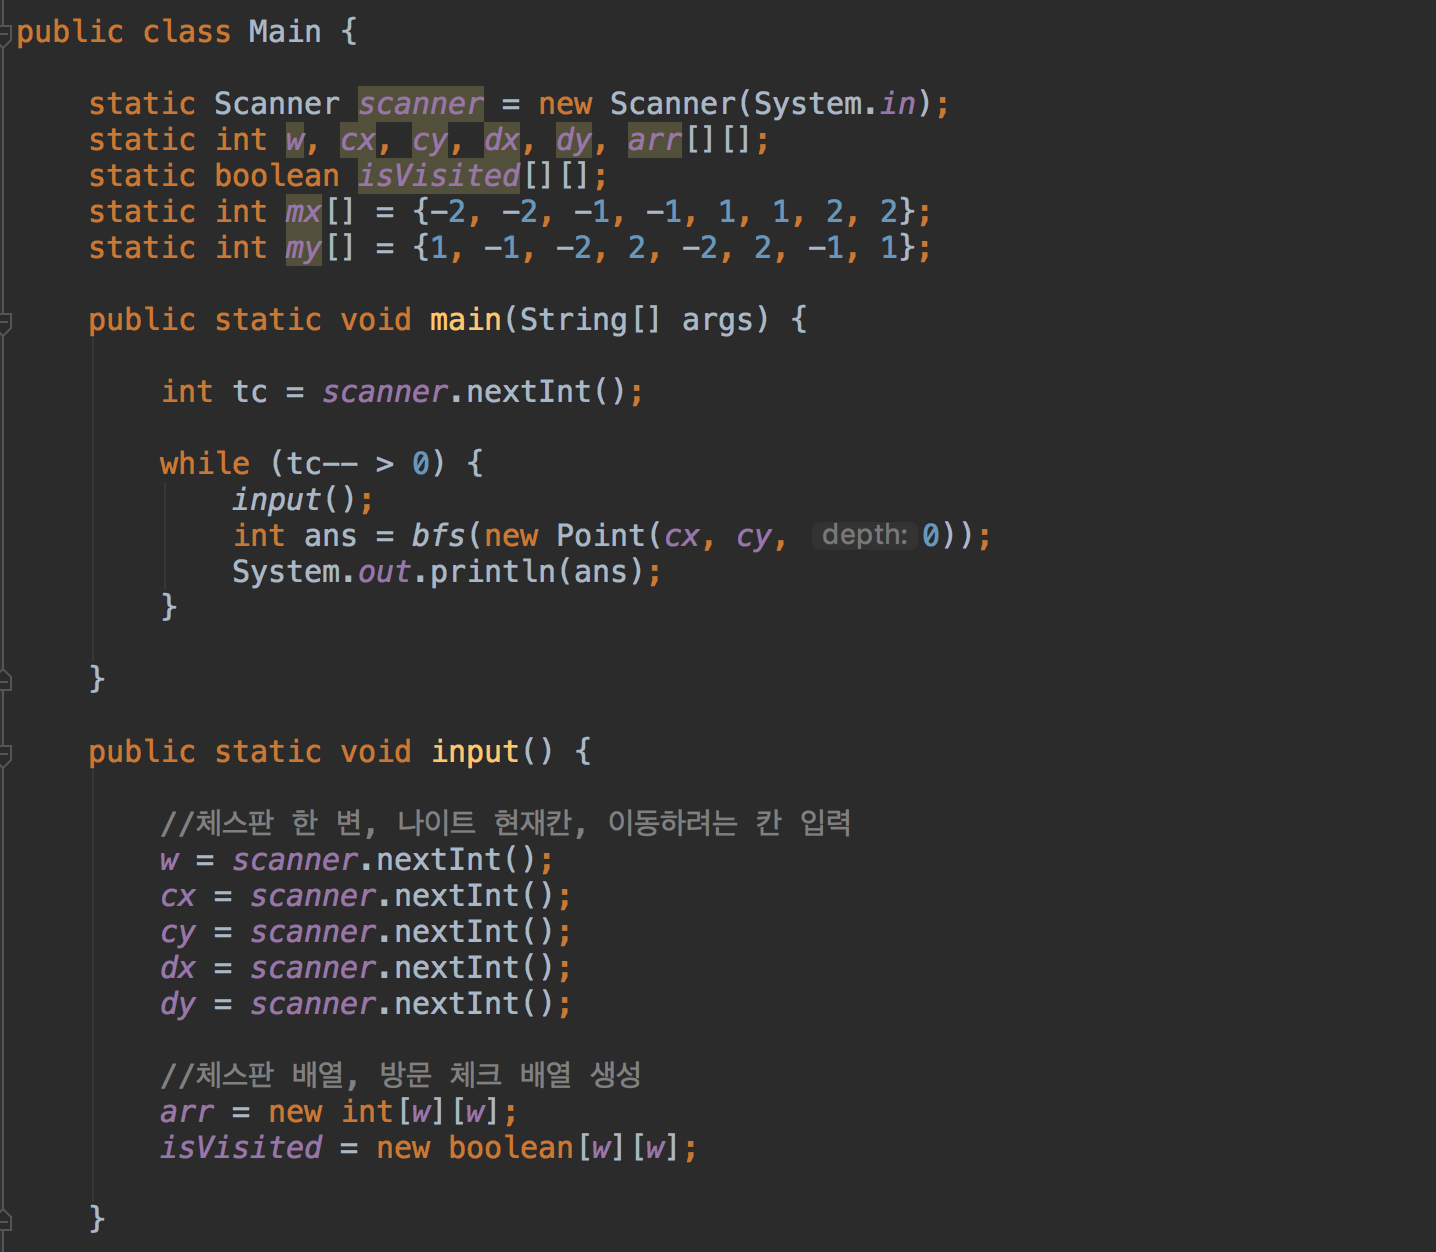 public class Main {
static Scanner scanner = new Scanner(System.in);
static int w, cx, cy, dx, dy, arr[][];
static boolean isVisited[][];
static int mx[] = {-2, -2, -1, -1, 1, 1, 2, 2};
static int my[] = {1, -1, -2, 2, -2, 2, -1, 1};
public static void main(String[] args) {
int tc = scanner.nextInt();
while (tc-- > 0) {
input();
int ans = bfs(new Point(cx, cy, depth: 0));
System.out.println(ans);
}
}
public static void input() {
//체스판 한 변, 나이트 현재칸, 이동하려는 칸 입력
w = scanner.nextInt();
cx = scanner.nextInt();
cy = scanner.nextInt();
dx = scanner.nextInt();
dy = scanner.nextInt();
//체스판 배열, 방문 체크 배열 생성
arr = new int[w][w];
isVisited = new boolean[w][w];
}